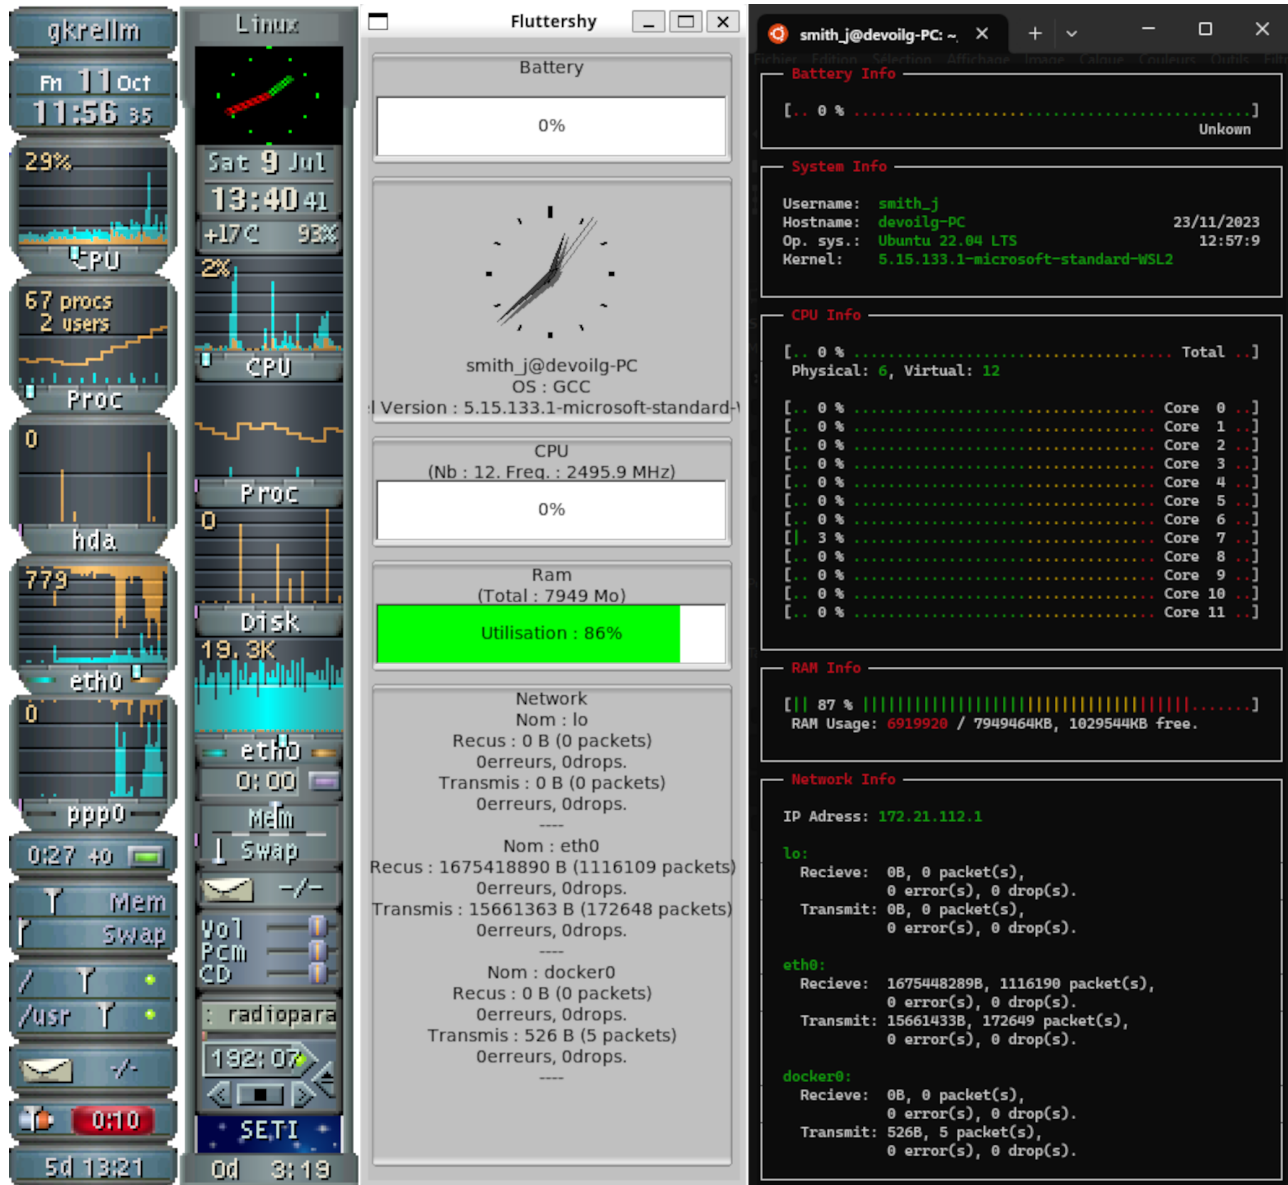 gkrellm
Fri 11 Oct
11:56 35
29%
CPU
67 procs
2 users
Proc
0
hda
779
eth0
0
ppp0
0:27 40
Mem
Swap
/
/usr
-/-
0:10
5d 13:21
Linux
Sat 9 Jul
13:40 41
+17C 93%
2%
CPU
Proc
0
Disk
19.3K
eth0
0:00
Mem
Swap
-/-
Vol
Pcm
CD
: radiopara
192:07
SETI
0d 3:19
Fluttershy
Battery
0%
smith_j@devoilg-PC
OS : GCC
l Version : 5.15.133.1-microsoft-standard-\
CPU
(Nb : 12. Freq. : 2495.9 MHz)
0%
Ram
(Total : 7949 Mo)
Utilisation : 86%
Network
Nom : lo
Recus : 0 B (0 packets)
0erreurs, 0drops.
Transmis : 0 B (0 packets)
0erreurs, 0drops.
----
Nom : eth0
Recus : 1675418890 B (1116109 packets)
0erreurs, 0drops.
Transmis : 15661363 B (172648 packets)
0erreurs, 0drops.
----
Nom : docker0
Recus : 0 B (0 packets)
0erreurs, 0drops.
Transmis : 526 B (5 packets)
0erreurs, 0drops.
----
smith_j@devoilg-PC: ~
Fichier Edition Sélection Affichage Image Calque Couleurs Outils Filt
Battery Info
[.. 0 % ..]
Unkown
System Info
Username: smith_j
Hostname: devoilg-PC 23/11/2023
Op. sys.: Ubuntu 22.04 LTS 12:57:9
Kernel: 5.15.133.1-microsoft-standard-WSL2
CPU Info
[.. 0 % Total ..]
Physical: 6, Virtual: 12
[.. 0 % Core 0 ..]
[.. 0 % Core 1 ..]
[.. 0 % Core 2 ..]
[.. 0 % Core 3 ..]
[.. 0 % Core 4 ..]
[.. 0 % Core 5 ..]
[.. 0 % Core 6 ..]
[|. 3 % Core 7 ..]
[.. 0 % Core 8 ..]
[.. 0 % Core 9 ..]
[.. 0 % Core 10 ..]
[.. 0 % Core 11 ..]
RAM Info
[|| 87 % ]
RAM Usage: 6919920 / 7949464KB, 1029544KB free.
Network Info
IP Adress: 172.21.112.1
lo:
Recieve: 0B, 0 packet(s),
0 error(s), 0 drop(s).
Transmit: 0B, 0 packet(s),
0 error(s), 0 drop(s).
eth0:
Recieve: 1675448289B, 1116190 packet(s),
0 error(s), 0 drop(s).
Transmit: 15661433B, 172649 packet(s),
0 error(s), 0 drop(s).
docker0:
Recieve: 0B, 0 packet(s),
0 error(s), 0 drop(s).
Transmit: 526B, 5 packet(s),
0 error(s), 0 drop(s).